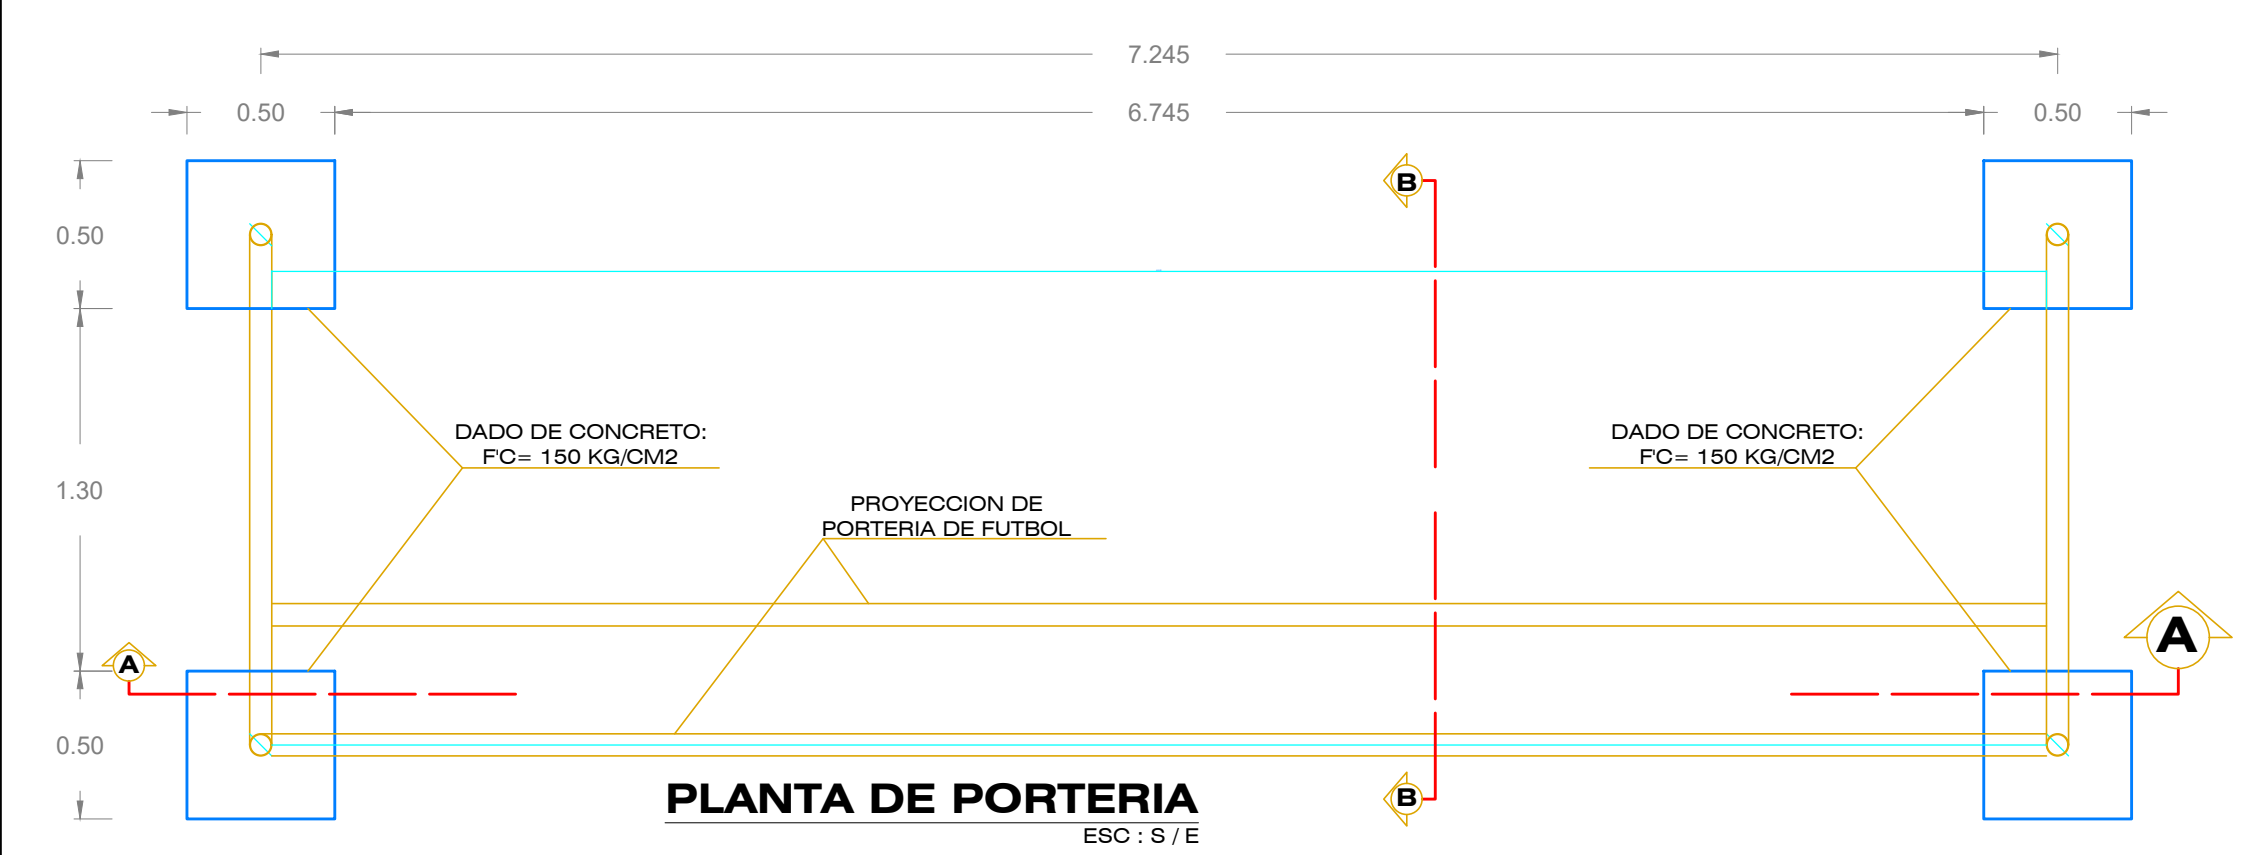 7.245
0.50
6.745
0.50
B
0.50
DADO DE CONCRETO:
F'C= 150 KG/CM2
DADO DE CONCRETO:
F'C= 150 KG/CM2
1.30
PROYECCION DE
PORTERIA DE FUTBOL
A
A
0.50
PLANTA DE PORTERIA
B
ESC : S / E